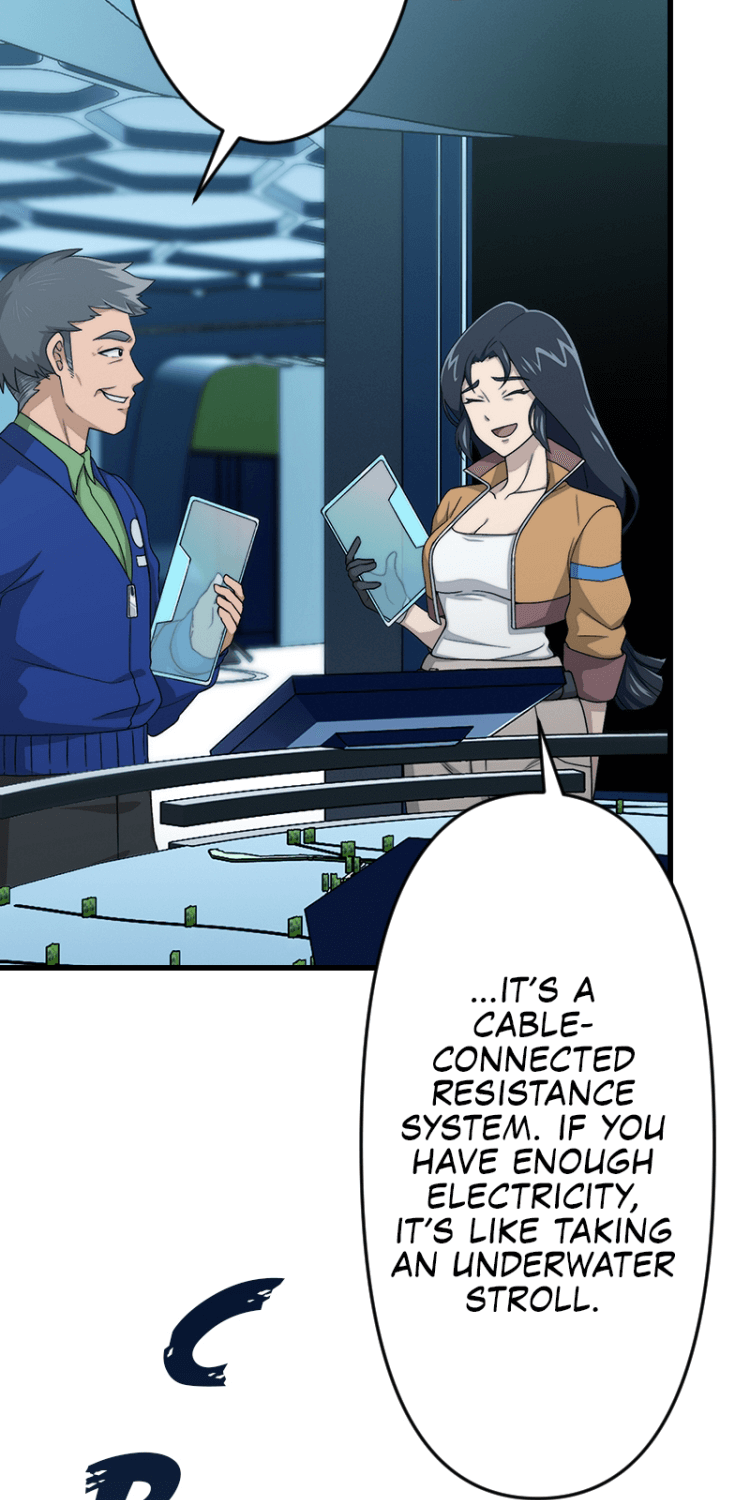 ...IT'S A
CABLE-
CONNECTED
RESISTANCE
SYSTEM. IF YOU
HAVE ENOUGH
ELECTRICITY,
IT'S LIKE TAKING
AN UNDERWATER
STROLL.
C